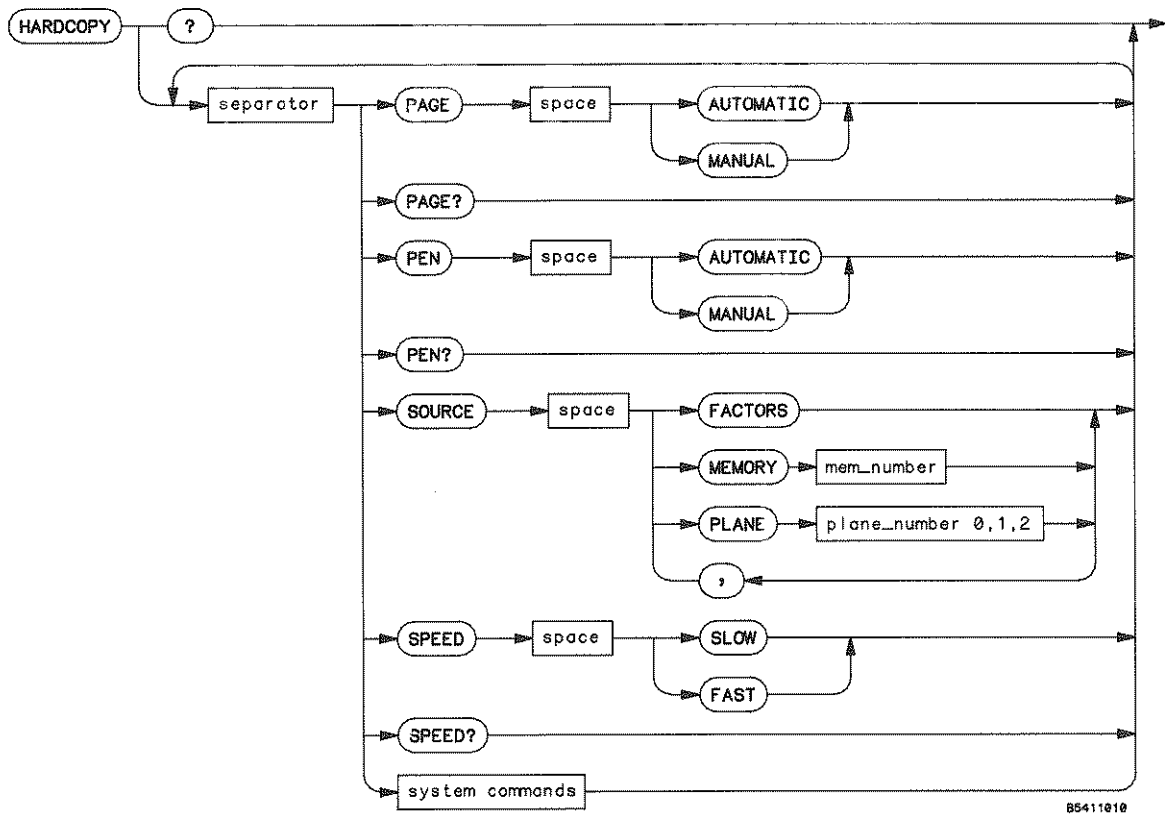 HARDCOPY ?
separator PAGE space AUTOMATIC
MANUAL
PAGE?
PEN space AUTOMATIC
MANUAL
PEN?
SOURCE space FACTORS
MEMORY mem_number
PLANE plane_number 0,1,2
,
SPEED space SLOW
FAST
SPEED?
system commands
B5411010